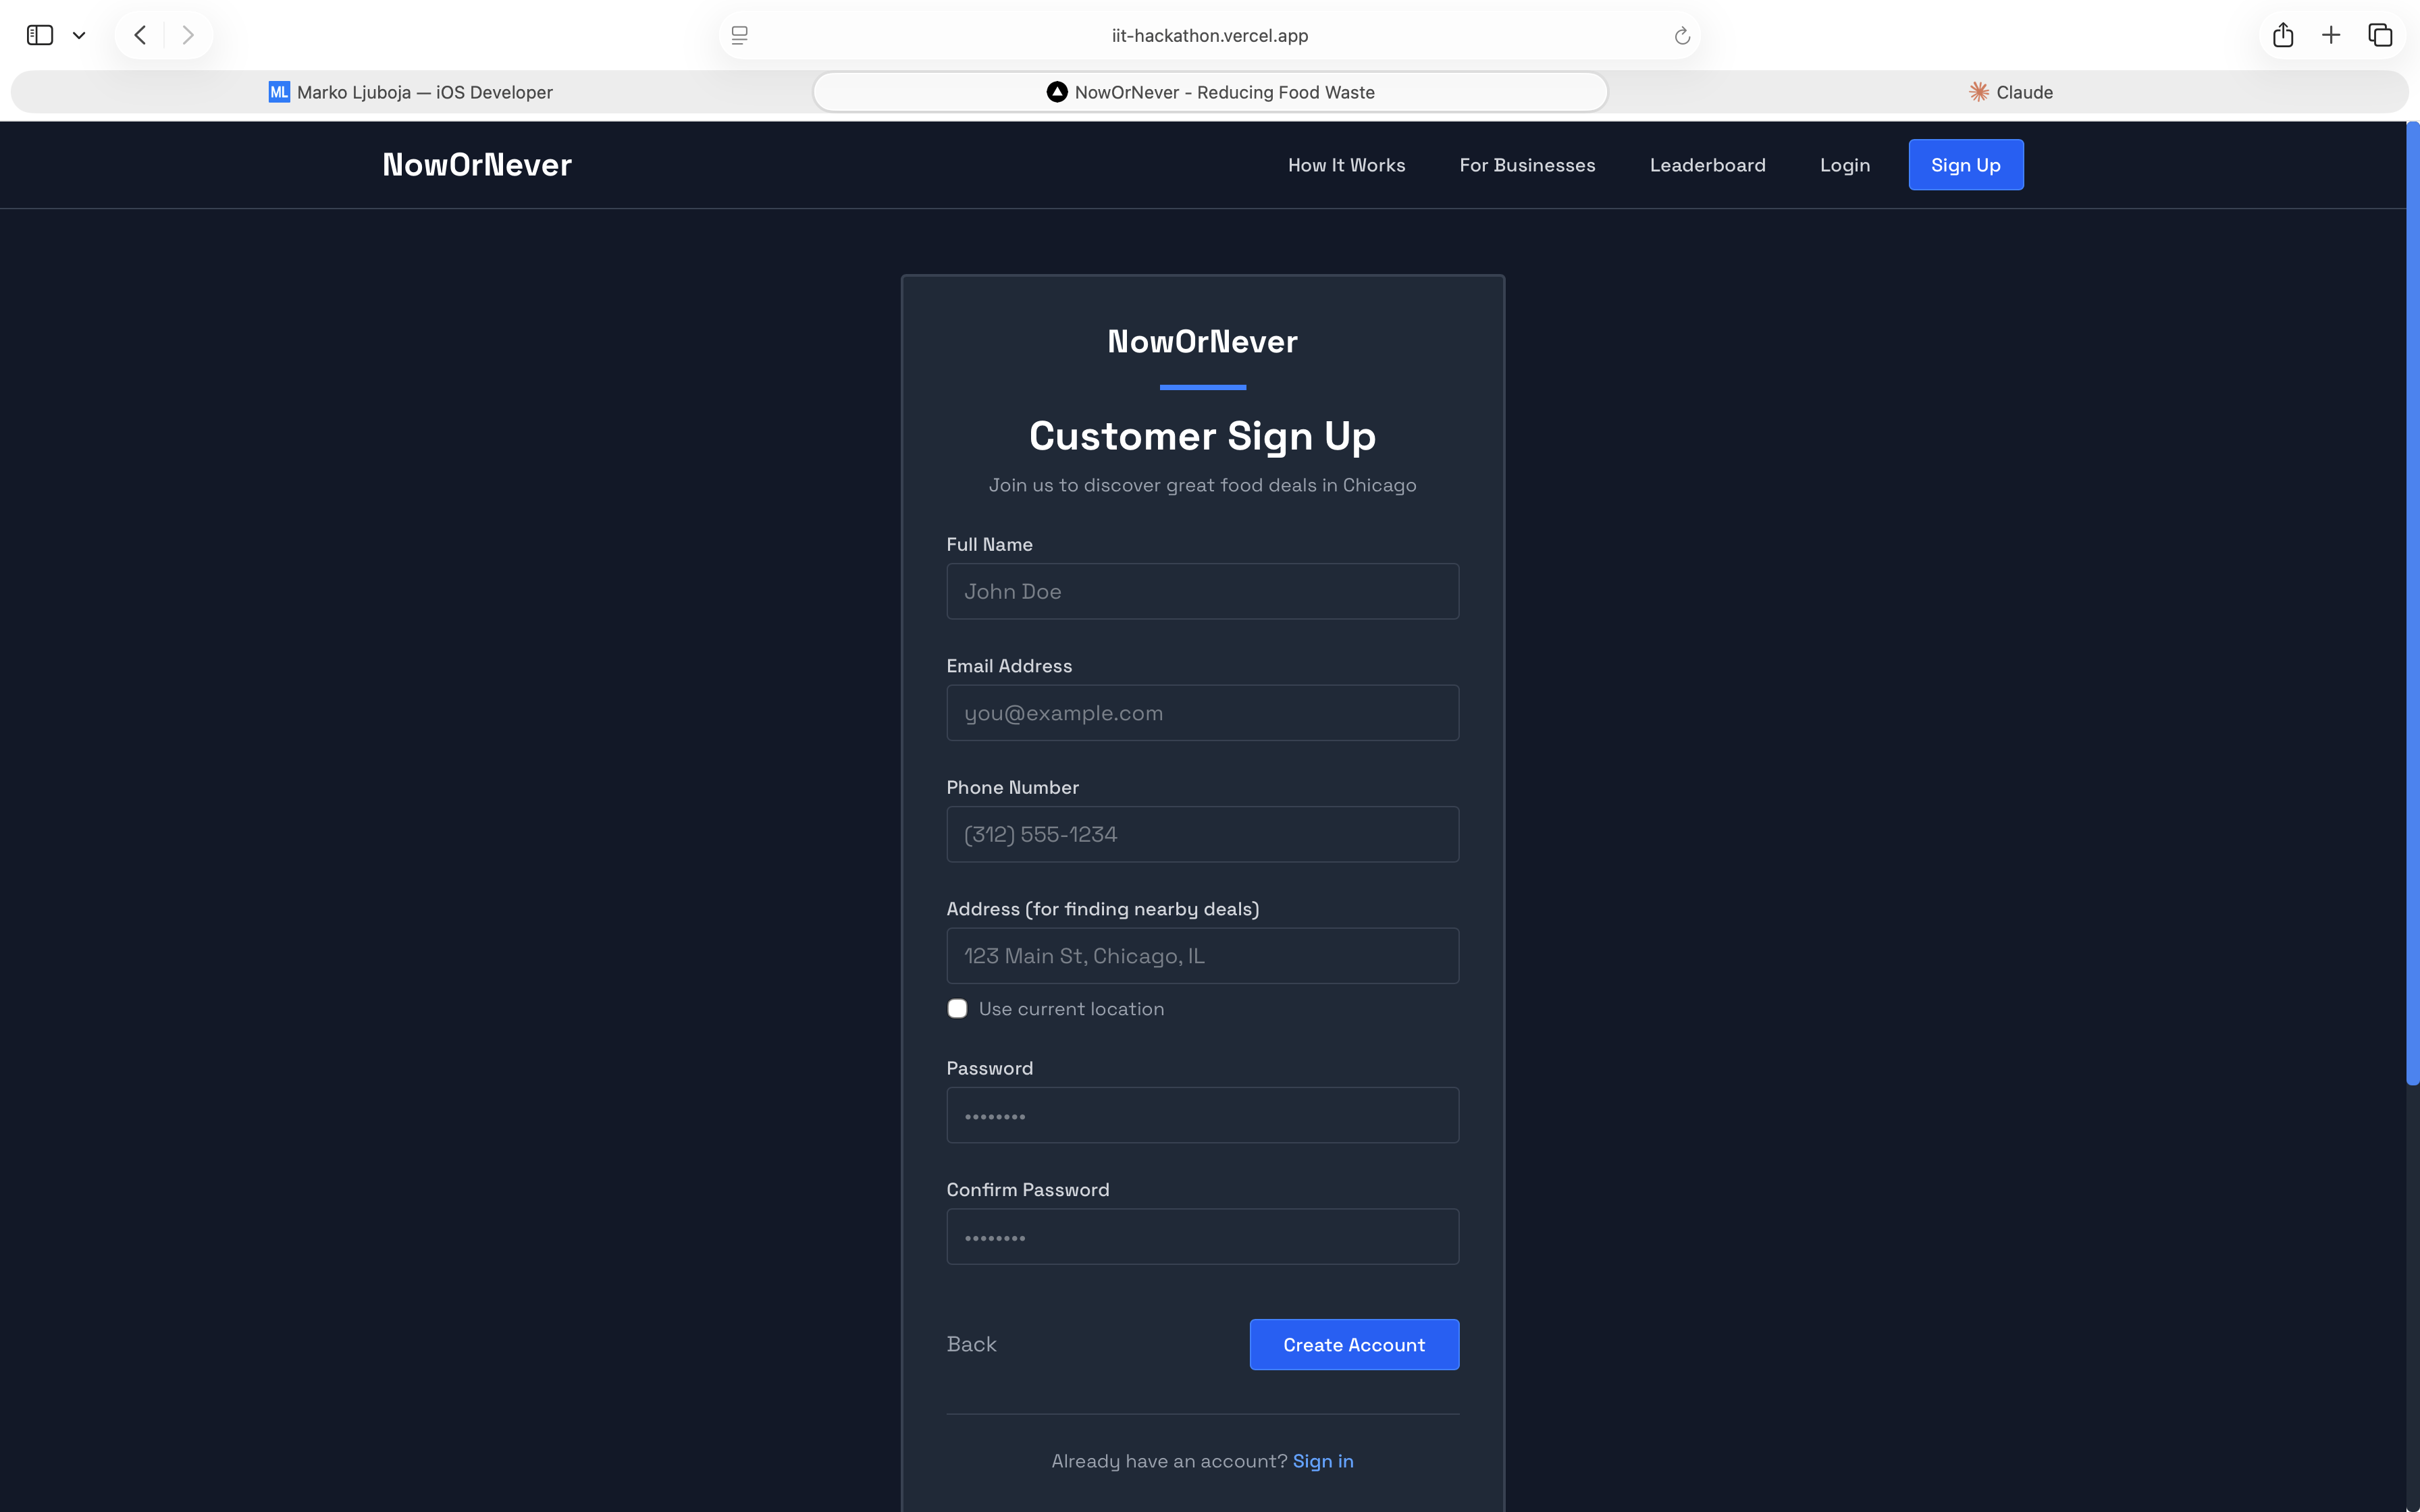 iit-hackathon.vercel.app
ML Marko Ljuboja — iOS Developer
NowOrNever - Reducing Food Waste
Claude
NowOrNever
How It Works
For Businesses
Leaderboard
Login
Sign Up
NowOrNever
Customer Sign Up
Join us to discover great food deals in Chicago
Full Name
John Doe
Email Address
you@example.com
Phone Number
(312) 555-1234
Address (for finding nearby deals)
123 Main St, Chicago, IL
Use current location
Password
••••••••
Confirm Password
••••••••
Back
Create Account
Already have an account? Sign in